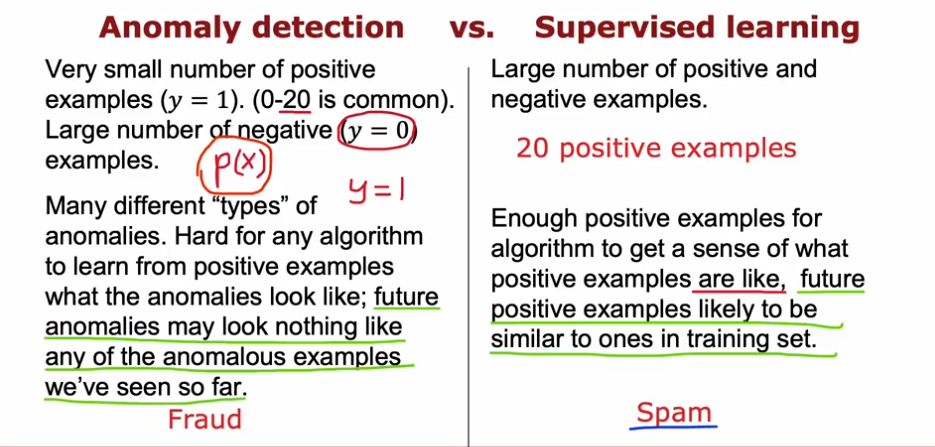 Anomaly detection vs. Supervised learning
Very small number of positive
examples (y = 1). (0-20 is common).
Large number of negative (y = 0)
examples.
p(x)
y=1
Many different “types” of
anomalies. Hard for any algorithm
to learn from positive examples
what the anomalies look like; future
anomalies may look nothing like
any of the anomalous examples
we’ve seen so far.
Fraud
Large number of positive and
negative examples.
20 positive examples
Enough positive examples for
algorithm to get a sense of what
positive examples are like, future
positive examples likely to be
similar to ones in training set.
Spam